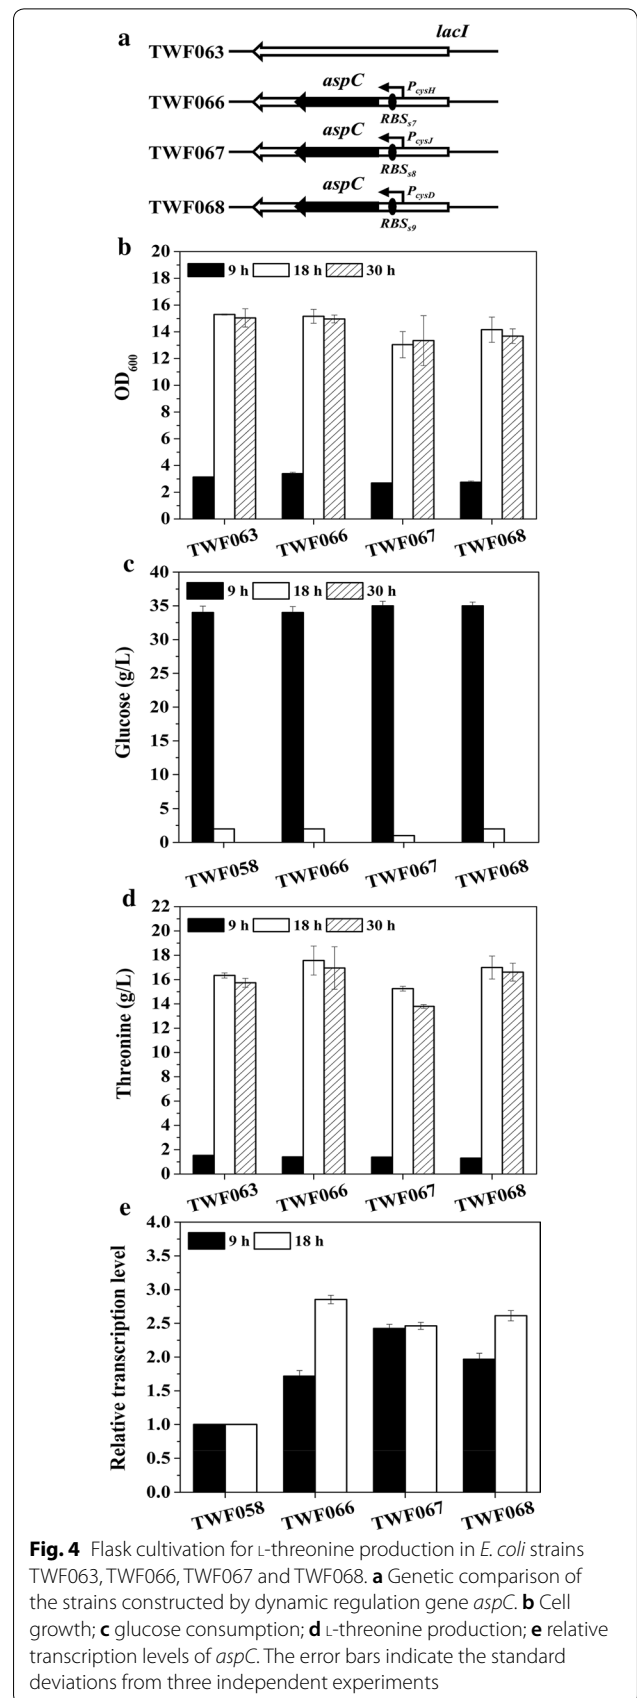 a
lacI
TWF063
aspC
PcysH
TWF066
RBSs7
aspC
PcysJ
TWF067
RBSs8
aspC
PcysD
TWF068
RBSs9
b
9 h 18 h 30 h
OD600
20
18
16
14
12
10
8
6
4
2
0
TWF063 TWF066 TWF067 TWF068
c
9 h 18 h 30 h
Glucose (g/L)
40
35
30
25
20
15
10
5
0
TWF058 TWF066 TWF067 TWF068
d
9 h 18 h 30 h
Threonine (g/L)
22
20
18
16
14
12
10
8
6
4
2
0
TWF063 TWF066 TWF067 TWF068
e
9 h 18 h
Relative transcription level
4.0
3.5
3.0
2.5
2.0
1.5
1.0
0.5
0.0
TWF058 TWF066 TWF067 TWF068
Fig. 4 Flask cultivation for L-threonine production in E. coli strains
TWF063, TWF066, TWF067 and TWF068. a Genetic comparison of
the strains constructed by dynamic regulation gene aspC. b Cell
growth; c glucose consumption; d L-threonine production; e relative
transcription levels of aspC. The error bars indicate the standard
deviations from three independent experiments